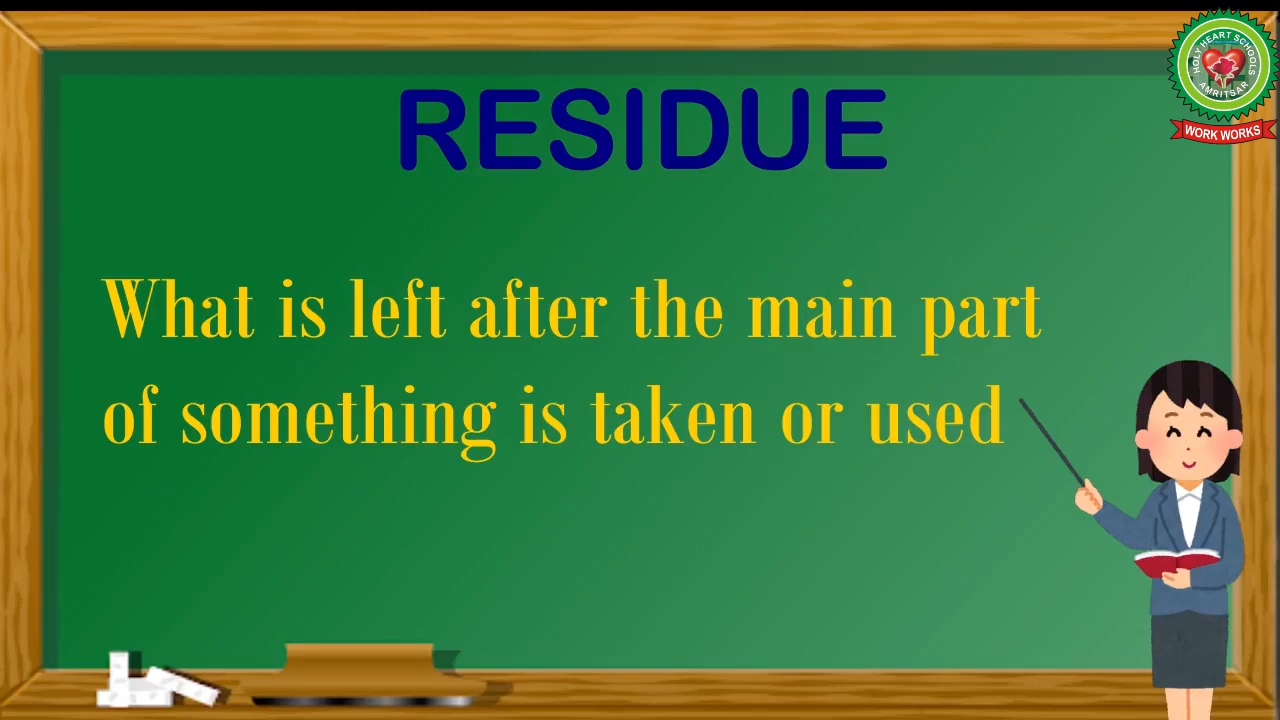 HOLY HEART SCHOOLS
AMRITSAR
WORK WORKS
RESIDUE
What is left after the main part
of something is taken or used